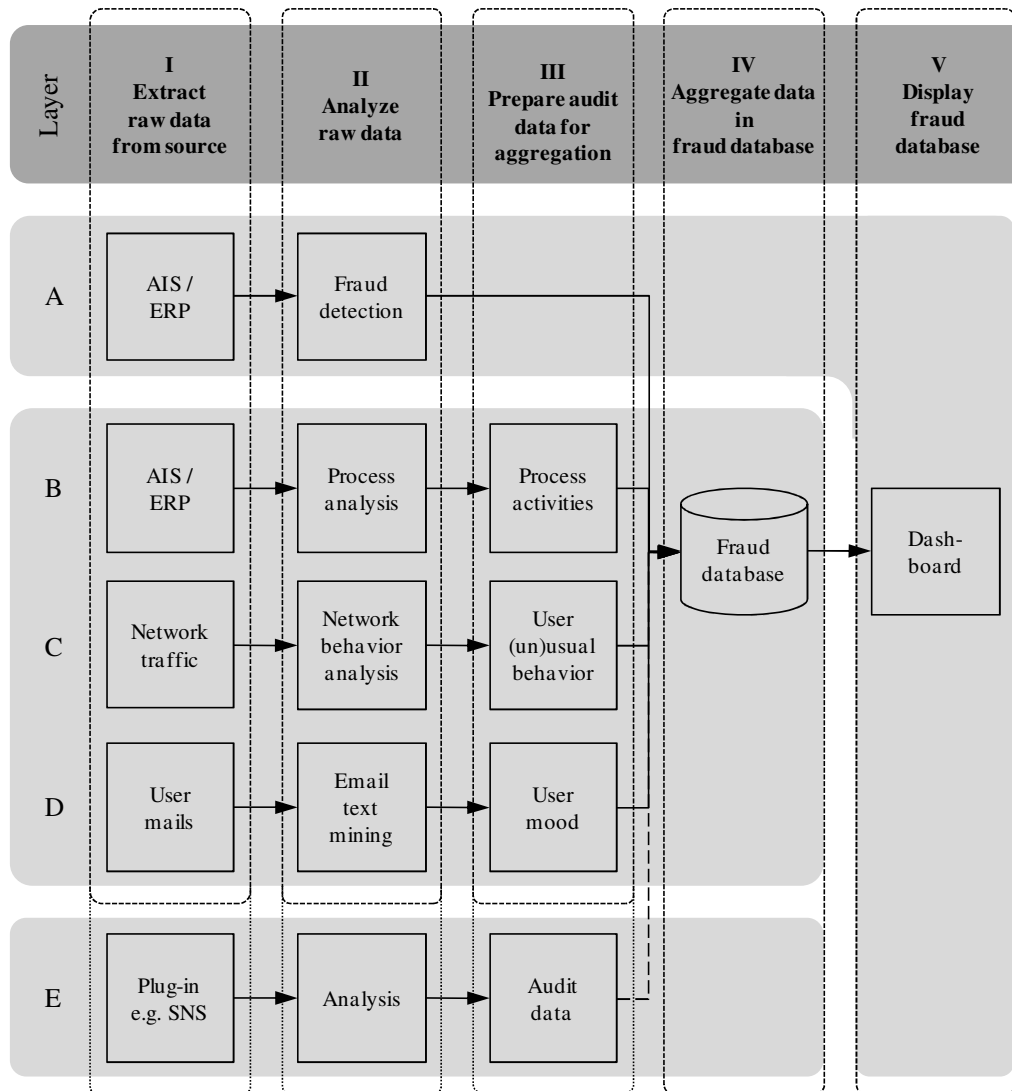 Layer
I
Extract
raw data
from source
II
Analyze
raw data
III
Prepare audit
data for
aggregation
IV
Aggregate data
in
fraud database
V
Display
fraud
database
A
AIS /
ERP
Fraud
detection
B
AIS /
ERP
Process
analysis
Process
activities
Fraud
database
Dash-
board
C
Network
traffic
Network
behavior
analysis
User
(un)usual
behavior
D
User
mails
Email
text
mining
User
mood
E
Plug-in
e.g. SNS
Analysis
Audit
data